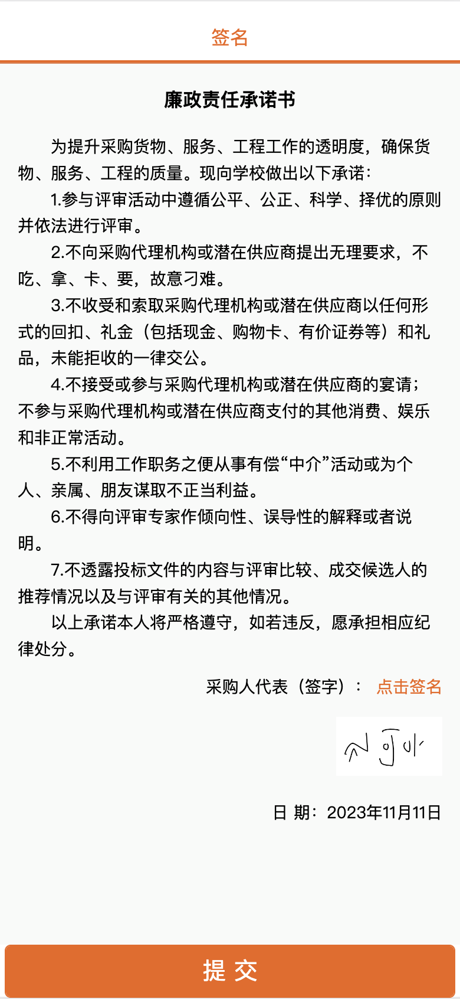 签名
廉政责任承诺书
为提升采购货物、服务、工程工作的透明度，确保货
物、服务、工程的质量。现向学校做出以下承诺：
1.参与评审活动中遵循公平、公正、科学、择优的原则
并依法进行评审。
2.不向采购代理机构或潜在供应商提出无理要求，不
吃、拿、卡、要，故意刁难。
3.不收受和索取采购代理机构或潜在供应商以任何形
式的回扣、礼金（包括现金、购物卡、有价证券等）和礼
品，未能拒收的一律交公。
4.不接受或参与采购代理机构或潜在供应商的宴请；
不参与采购代理机构或潜在供应商支付的其他消费、娱乐
和非正常活动。
5.不利用工作职务之便从事有偿“中介”活动或为个
人、亲属、朋友谋取不正当利益。
6.不得向评审专家作倾向性、误导性的解释或者说
明。
7.不透露投标文件的内容与评审比较、成交候选人的
推荐情况以及与评审有关的其他情况。
以上承诺本人将严格遵守，如若违反，愿承担相应纪
律处分。
采购人代表（签字）： 点击签名
日 期：2023年11月11日
提 交